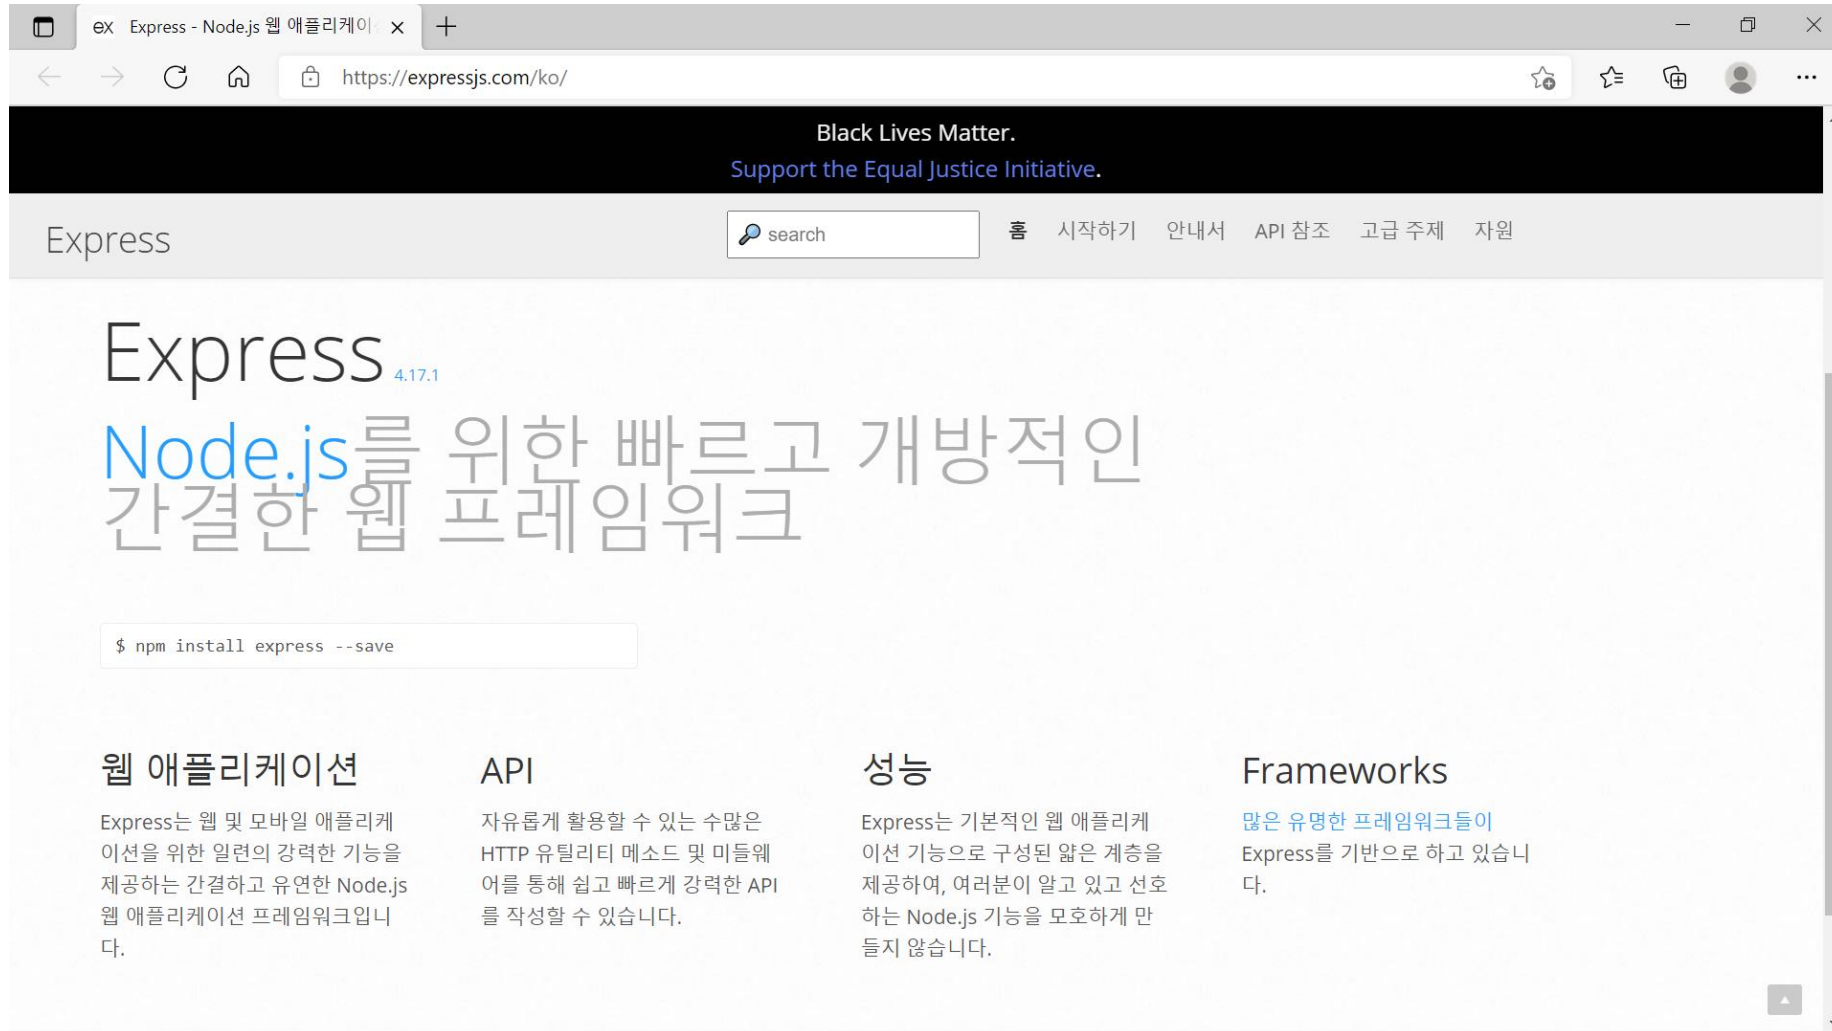 ex Express - Node.js 웹 애플리케이
https://expressjs.com/ko/
Black Lives Matter.
Support the Equal Justice Initiative.
Express
search
홈 시작하기 안내서 API 참조 고급 주제 자원
Express 4.17.1
Node.js를 위한 빠르고 개방적인
간결한 웹 프레임워크
$ npm install express --save
웹 애플리케이션
Express는 웹 및 모바일 애플리케
이션을 위한 일련의 강력한 기능을
제공하는 간결하고 유연한 Node.js
웹 애플리케이션 프레임워크입니
다.
API
자유롭게 활용할 수 있는 수많은
HTTP 유틸리티 메소드 및 미들웨
어를 통해 쉽고 빠르게 강력한 API
를 작성할 수 있습니다.
성능
Express는 기본적인 웹 애플리케
이션 기능으로 구성된 얇은 계층을
제공하여, 여러분이 알고 있고 선호
하는 Node.js 기능을 모호하게 만
들지 않습니다.
Frameworks
많은 유명한 프레임워크들이
Express를 기반으로 하고 있습니
다.